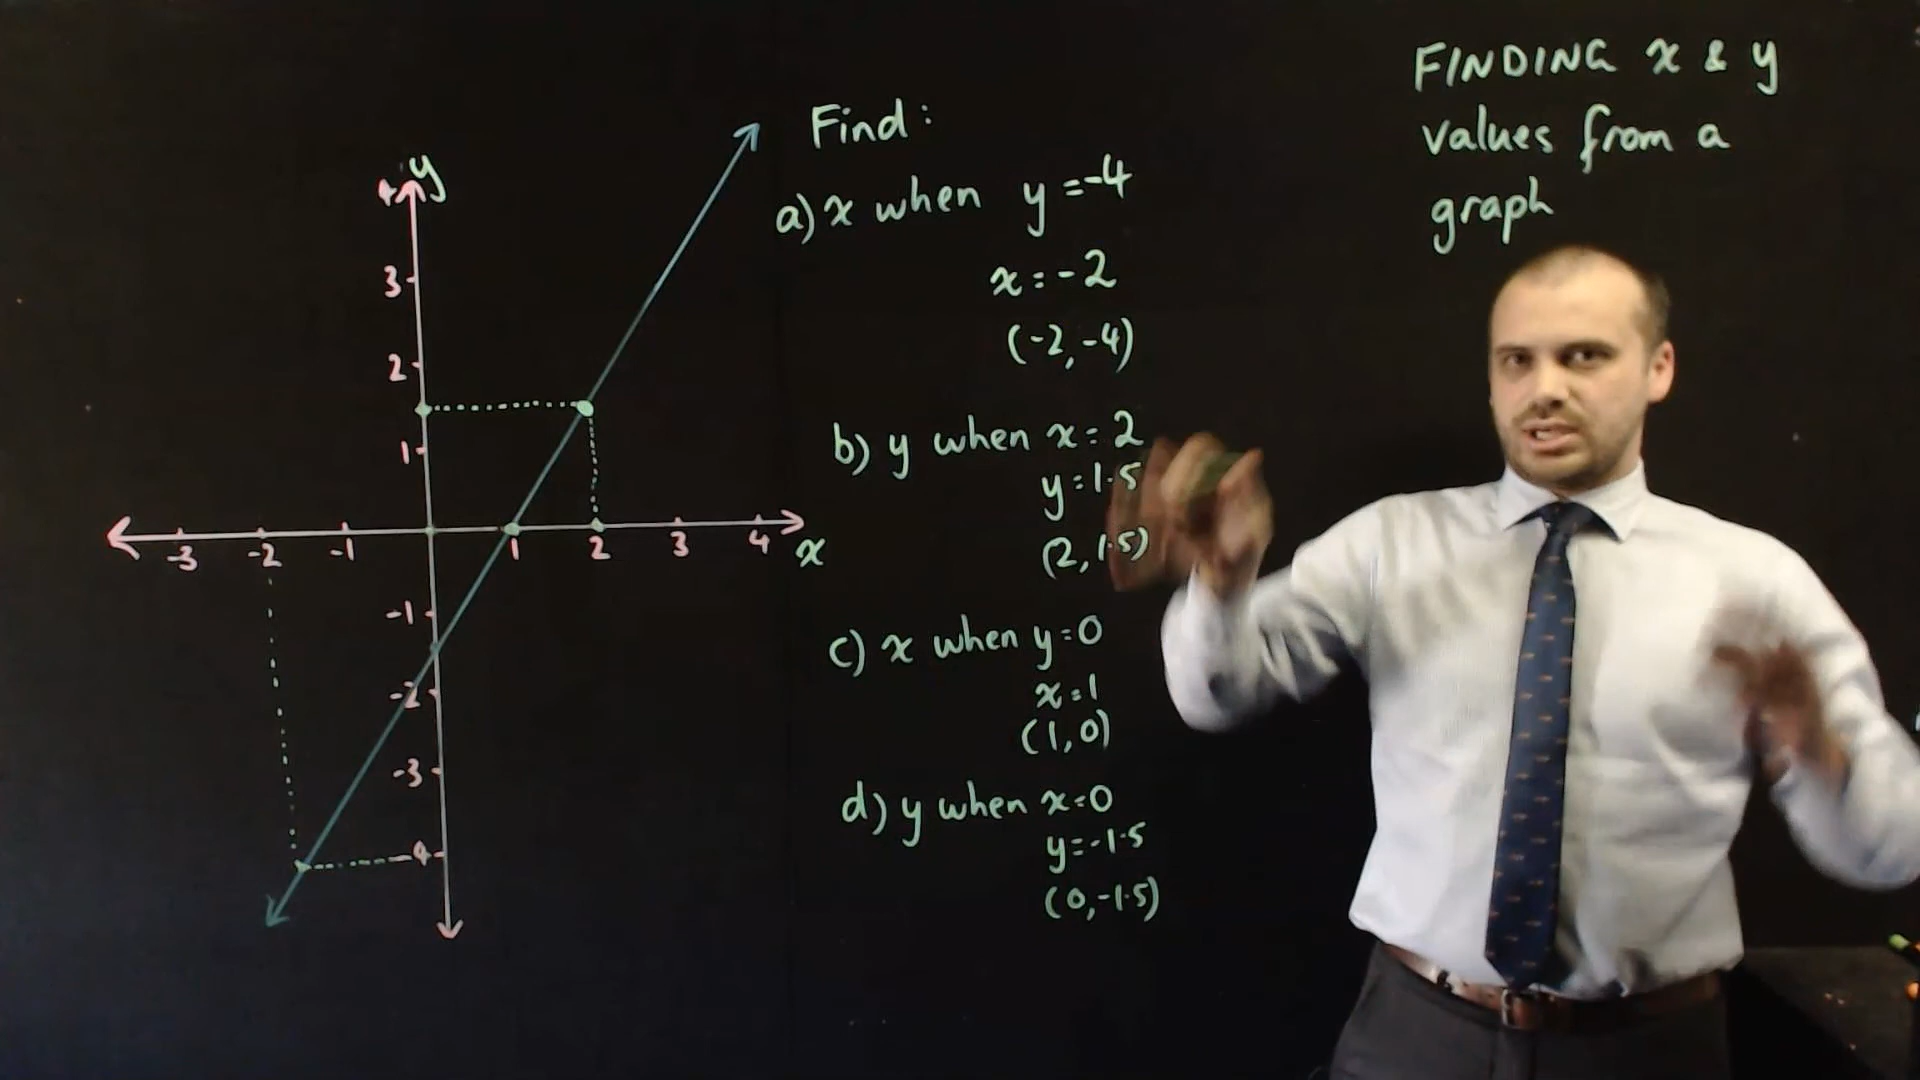 FINDING x & y
values from a
graph
Find:
a) x when y=-4
x=-2
(-2,-4)
b) y when x=2
y=1.5
(2,1.5)
c) x when y=0
x=1
(1,0)
d) y when x=0
y=-1.5
(0,-1.5)
y
4
3
2
1
-3 -2 -1 1 2 3 4 x
-1
-2
-3
-4